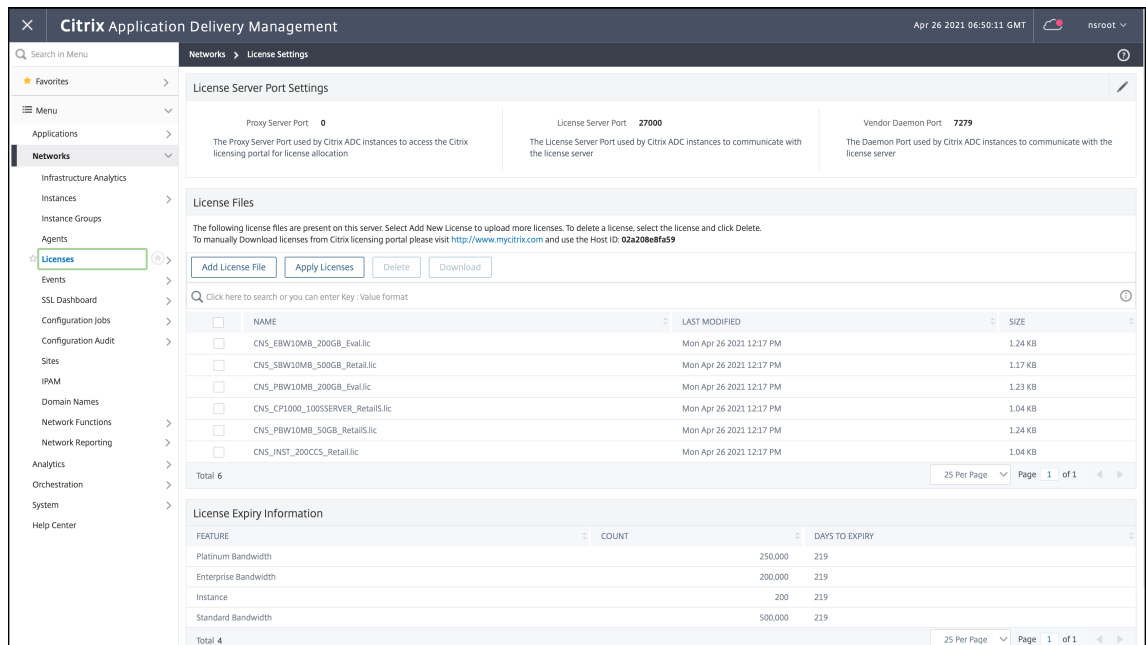 Citrix Application Delivery Management
Apr 26 2021 06:50:11 GMT
nsroot
Search in Menu
Networks > License Settings
Favorites
Menu
Applications
Networks
Infrastructure Analytics
Instances
Instance Groups
Agents
Licenses
Events
SSL Dashboard
Configuration Jobs
Configuration Audit
Sites
IPAM
Domain Names
Network Functions
Network Reporting
Analytics
Orchestration
System
Help Center
License Server Port Settings
Proxy Server Port 0
The Proxy Server Port used by Citrix ADC instances to access the Citrix
licensing portal for license allocation
License Server Port 27000
The License Server Port used by Citrix ADC instances to communicate with
the license server
Vendor Daemon Port 7279
The Daemon Port used by Citrix ADC instances to communicate with the
license server
License Files
The following license files are present on this server. Select Add New License to upload more licenses. To delete a license, select the license and click Delete.
To manually Download licenses from Citrix licensing portal please visit http://www.mycitrix.com and use the Host ID: 02a208e8fa59
Add License File Apply Licenses Delete Download
Click here to search or you can enter Key : Value format
NAME LAST MODIFIED SIZE
CNS_EBW10MB_200GB_Eval.lic Mon Apr 26 2021 12:17 PM 1.24 KB
CNS_SBW10MB_500GB_Retail.lic Mon Apr 26 2021 12:17 PM 1.17 KB
CNS_PBW10MB_200GB_Eval.lic Mon Apr 26 2021 12:17 PM 1.23 KB
CNS_CP1000_100SSERVER_RetailS.lic Mon Apr 26 2021 12:17 PM 1.04 KB
CNS_PBW10MB_50GB_RetailS.lic Mon Apr 26 2021 12:17 PM 1.24 KB
CNS_INST_200CCS_Retail.lic Mon Apr 26 2021 12:17 PM 1.04 KB
Total 6 25 Per Page Page 1 of 1
License Expiry Information
FEATURE COUNT DAYS TO EXPIRY
Platinum Bandwidth 250,000 219
Enterprise Bandwidth 200,000 219
Instance 200 219
Standard Bandwidth 500,000 219
Total 4 25 Per Page Page 1 of 1